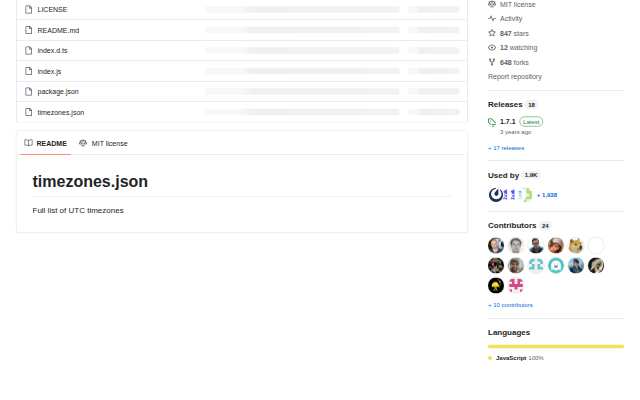 LICENSE
README.md
index.d.ts
index.js
package.json
timezones.json
README
MIT license
timezones.json
Full list of UTC timezones
MIT license
Activity
847 stars
12 watching
648 forks
Report repository
Releases 18
1.7.1 Latest
3 years ago
+ 17 releases
Used by 1.9K
+ 1,938
Contributors 24
+ 10 contributors
Languages
JavaScript 100%